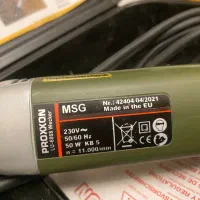 MSG
Nr.: 42404/04/2021
Made in
the EU
PROXXON
230V~
50/60 Hz
50 W KB 5
n = 11.000/min